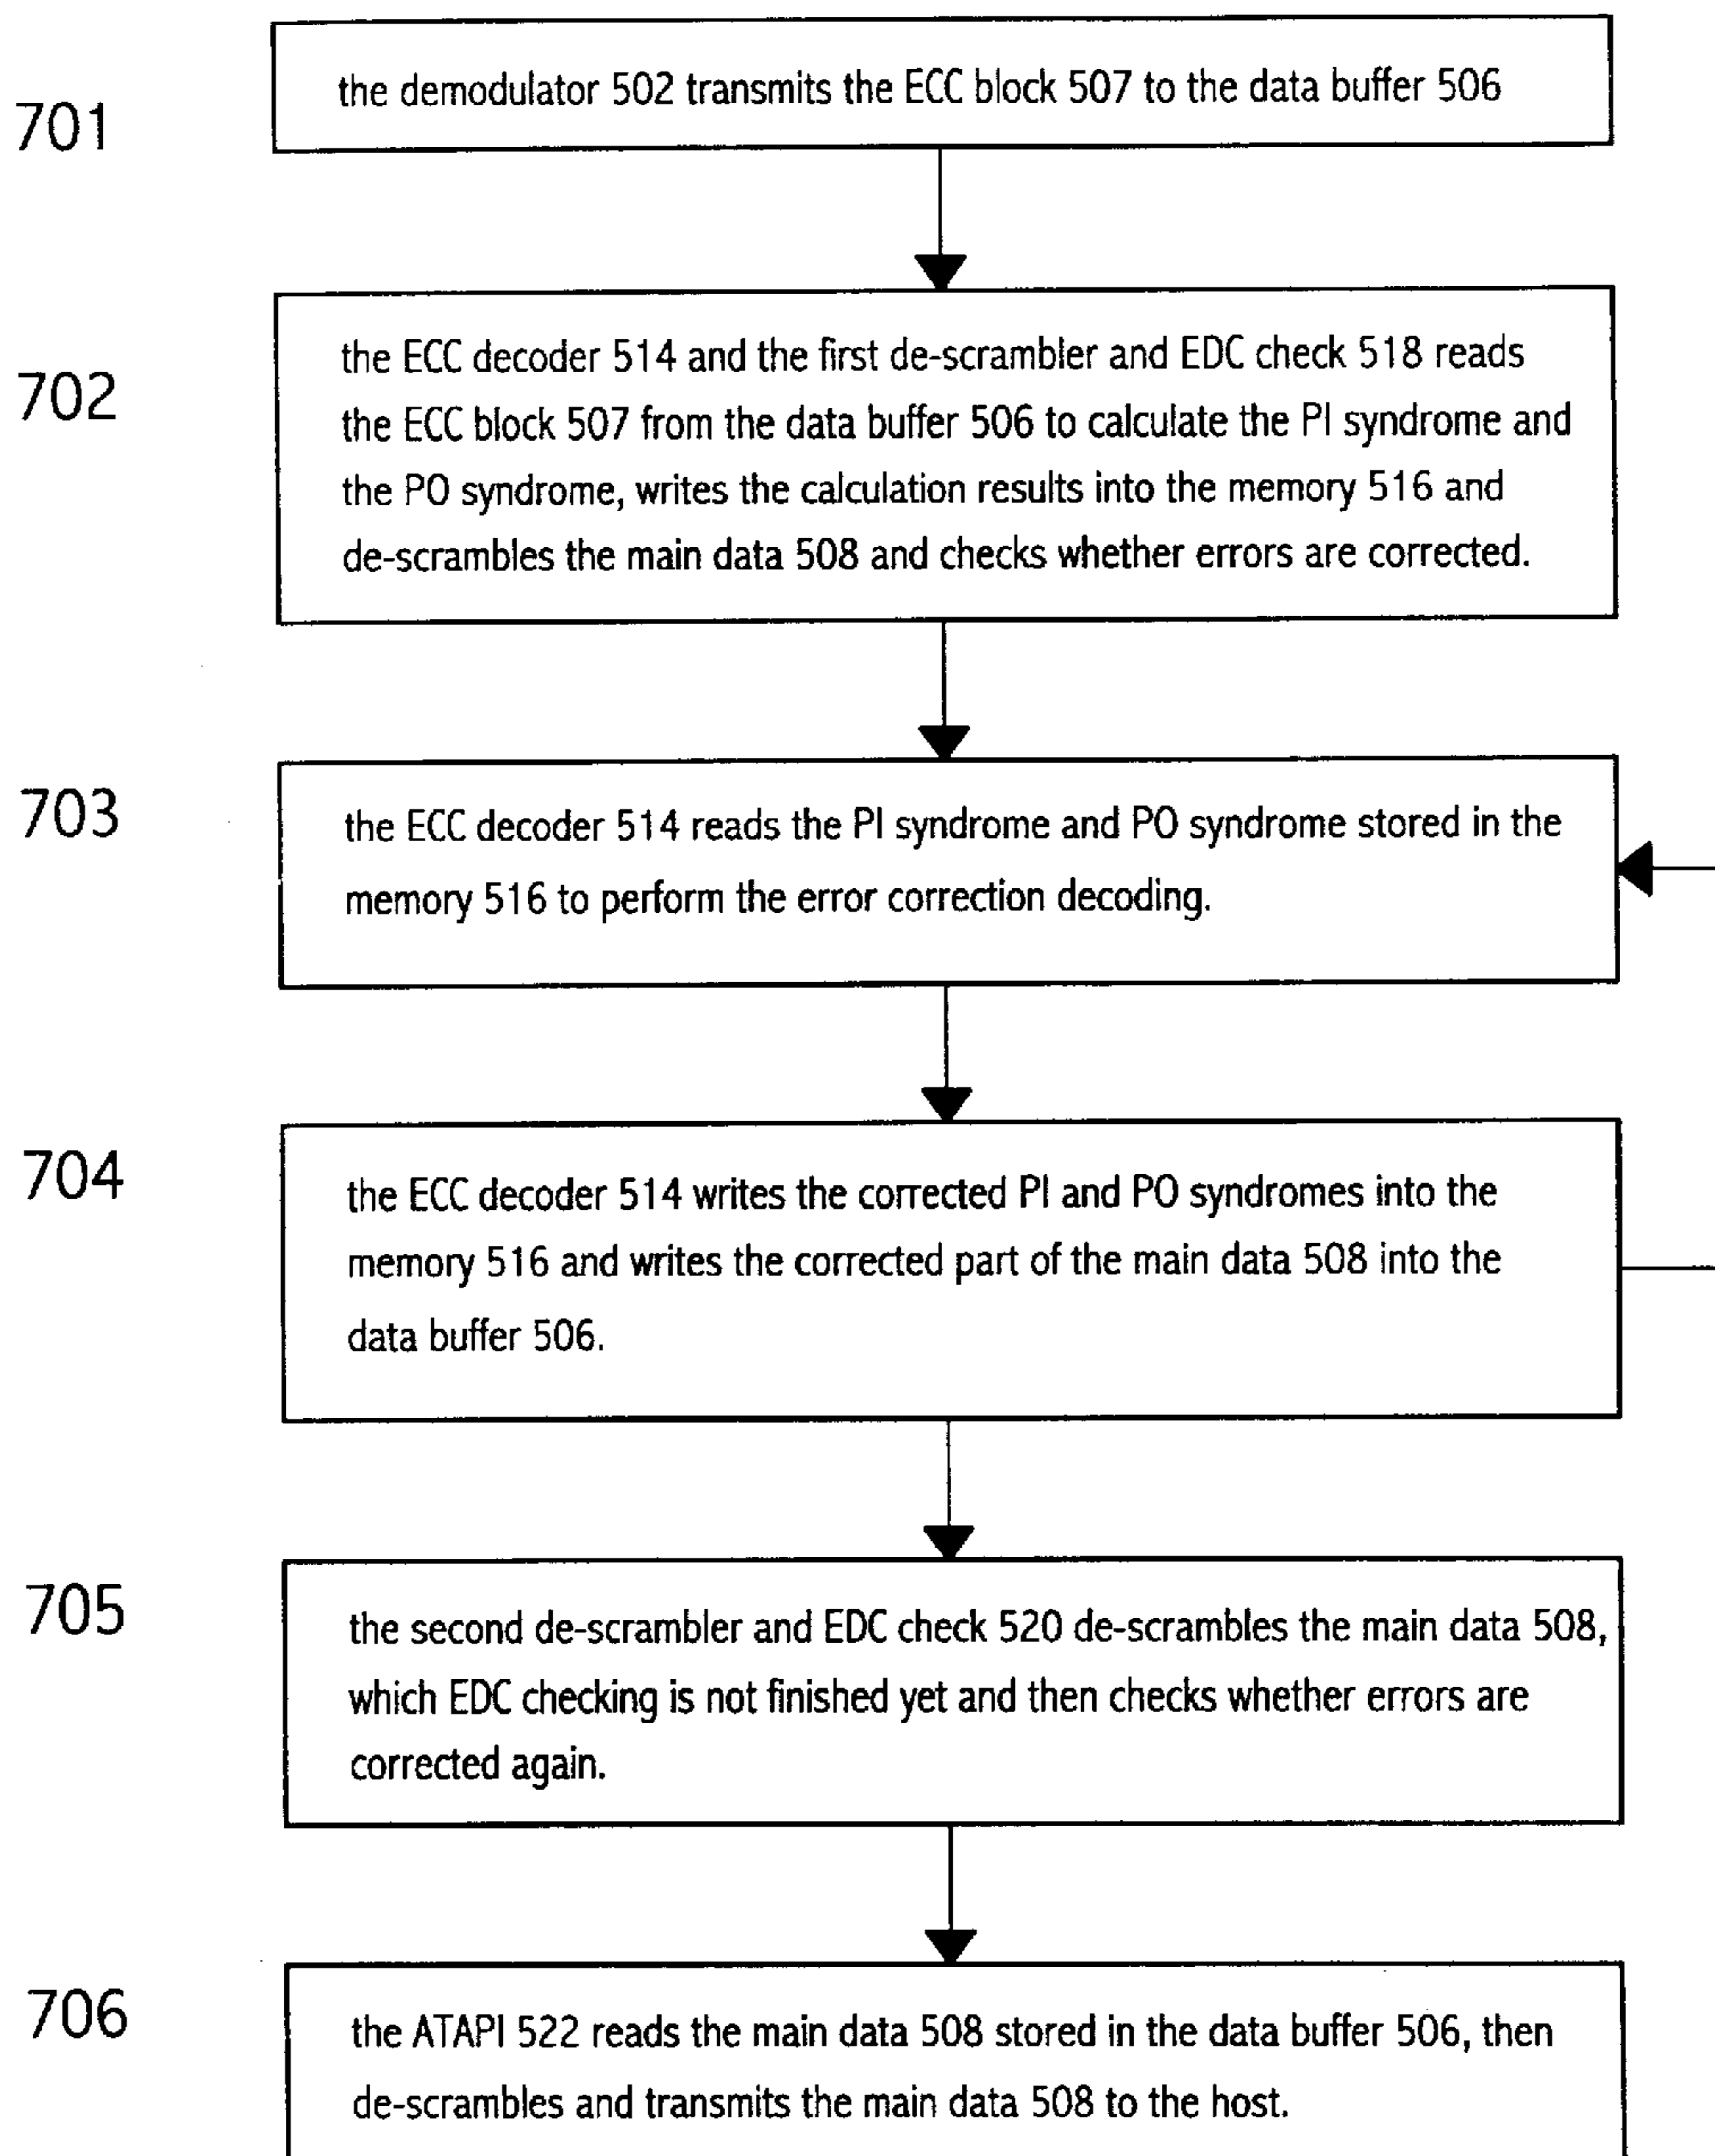 701
the demodulator 502 transmits the ECC block 507 to the data buffer 506
702
the ECC decoder 514 and the first de-scrambler and EDC check 518 reads
the ECC block 507 from the data buffer 506 to calculate the PI syndrome and
the PO syndrome, writes the calculation results into the memory 516 and
de-scrambles the main data 508 and checks whether errors are corrected.
703
the ECC decoder 514 reads the PI syndrome and PO syndrome stored in the
memory 516 to perform the error correction decoding.
704
the ECC decoder 514 writes the corrected PI and PO syndromes into the
memory 516 and writes the corrected part of the main data 508 into the
data buffer 506.
705
the second de-scrambler and EDC check 520 de-scrambles the main data 508,
which EDC checking is not finished yet and then checks whether errors are
corrected again.
706
the ATAPI 522 reads the main data 508 stored in the data buffer 506, then
de-scrambles and transmits the main data 508 to the host.